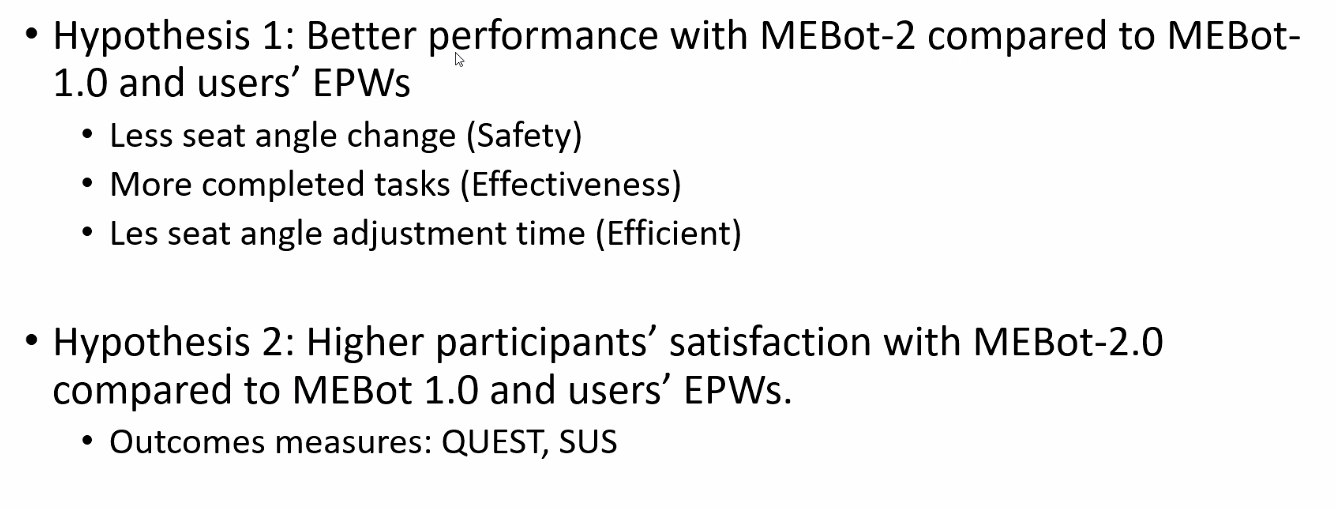 • Hypothesis 1: Better performance with MEBot-2 compared to MEBot-
1.0 and users’ EPWs
• Less seat angle change (Safety)
• More completed tasks (Effectiveness)
• Les seat angle adjustment time (Efficient)
• Hypothesis 2: Higher participants’ satisfaction with MEBot-2.0
compared to MEBot 1.0 and users’ EPWs.
• Outcomes measures: QUEST, SUS